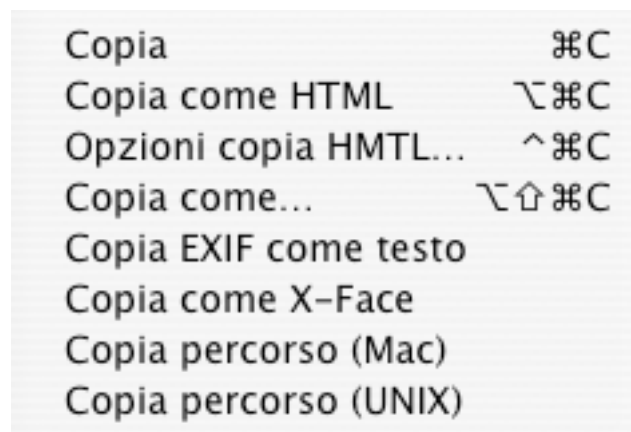 Copia ⌘C
Copia come HTML ⌥⌘C
Opzioni copia HMTL... ^⌘C
Copia come... ⌥⇧⌘C
Copia EXIF come testo
Copia come X-Face
Copia percorso (Mac)
Copia percorso (UNIX)